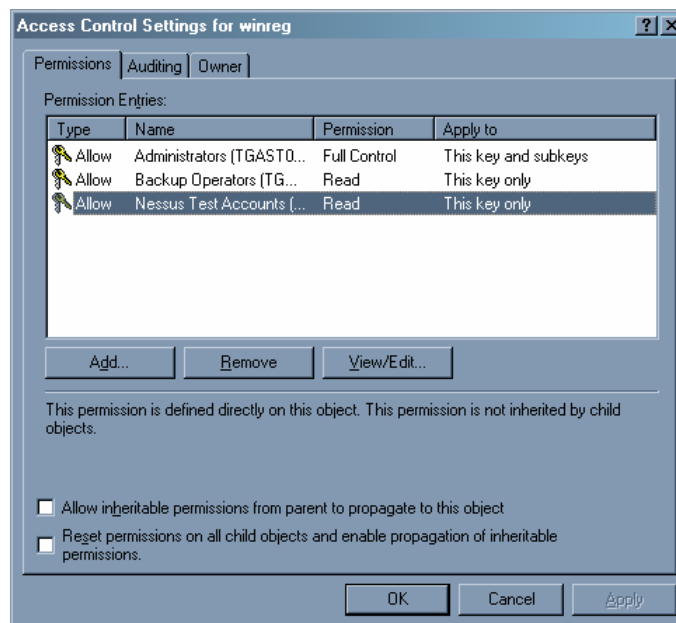 Access Control Settings for winreg
Permissions Auditing Owner
Permission Entries:
Type Name Permission Apply to
Allow Administrators (TGAST0... Full Control This key and subkeys
Allow Backup Operators (TG... Read This key only
Allow Nessus Test Accounts (... Read This key only
Add... Remove View/Edit...
This permission is defined directly on this object. This permission is not inherited by child
objects.
Allow inheritable permissions from parent to propagate to this object
Reset permissions on all child objects and enable propagation of inheritable
permissions.
OK Cancel Apply